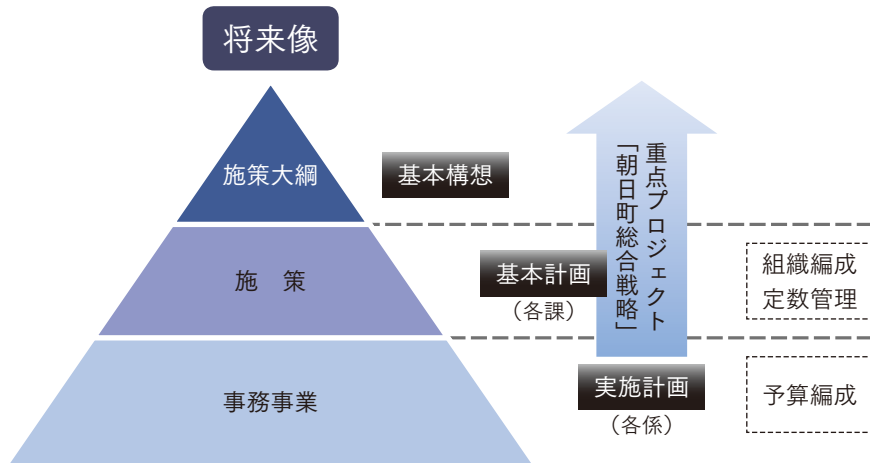 将来像
施策大綱
基本構想
重点プロジェクト
「朝日町総合戦略」
施　策
基本計画
（各課）
組織編成
定数管理
事務事業
実施計画
（各係）
予算編成